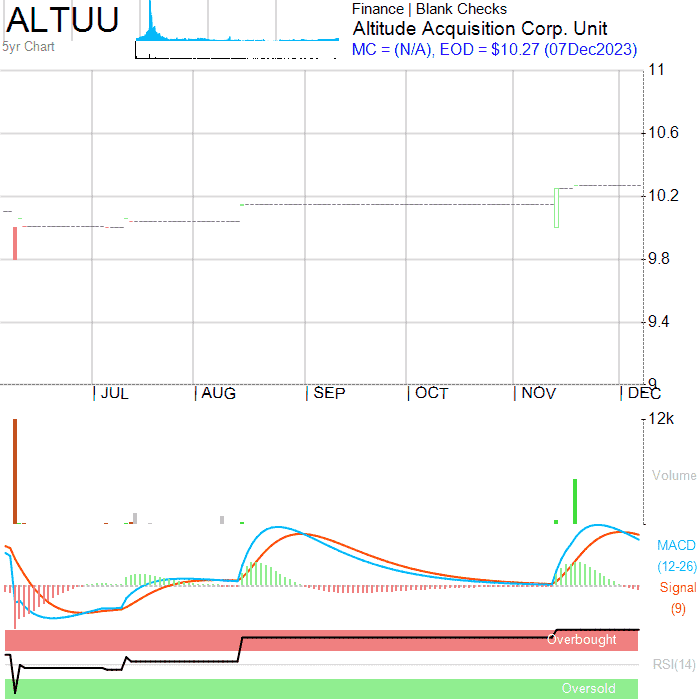 ALTUU
5yr Chart
Finance | Blank Checks
Altitude Acquisition Corp. Unit
MC = (N/A), EOD = $10.27 (07Dec2023)
11
10.6
10.2
9.8
9.4
9
JUL AUG SEP OCT NOV DEC
12k
Volume
MACD
(12-26)
Signal
(9)
Overbought
RSI(14)
Oversold